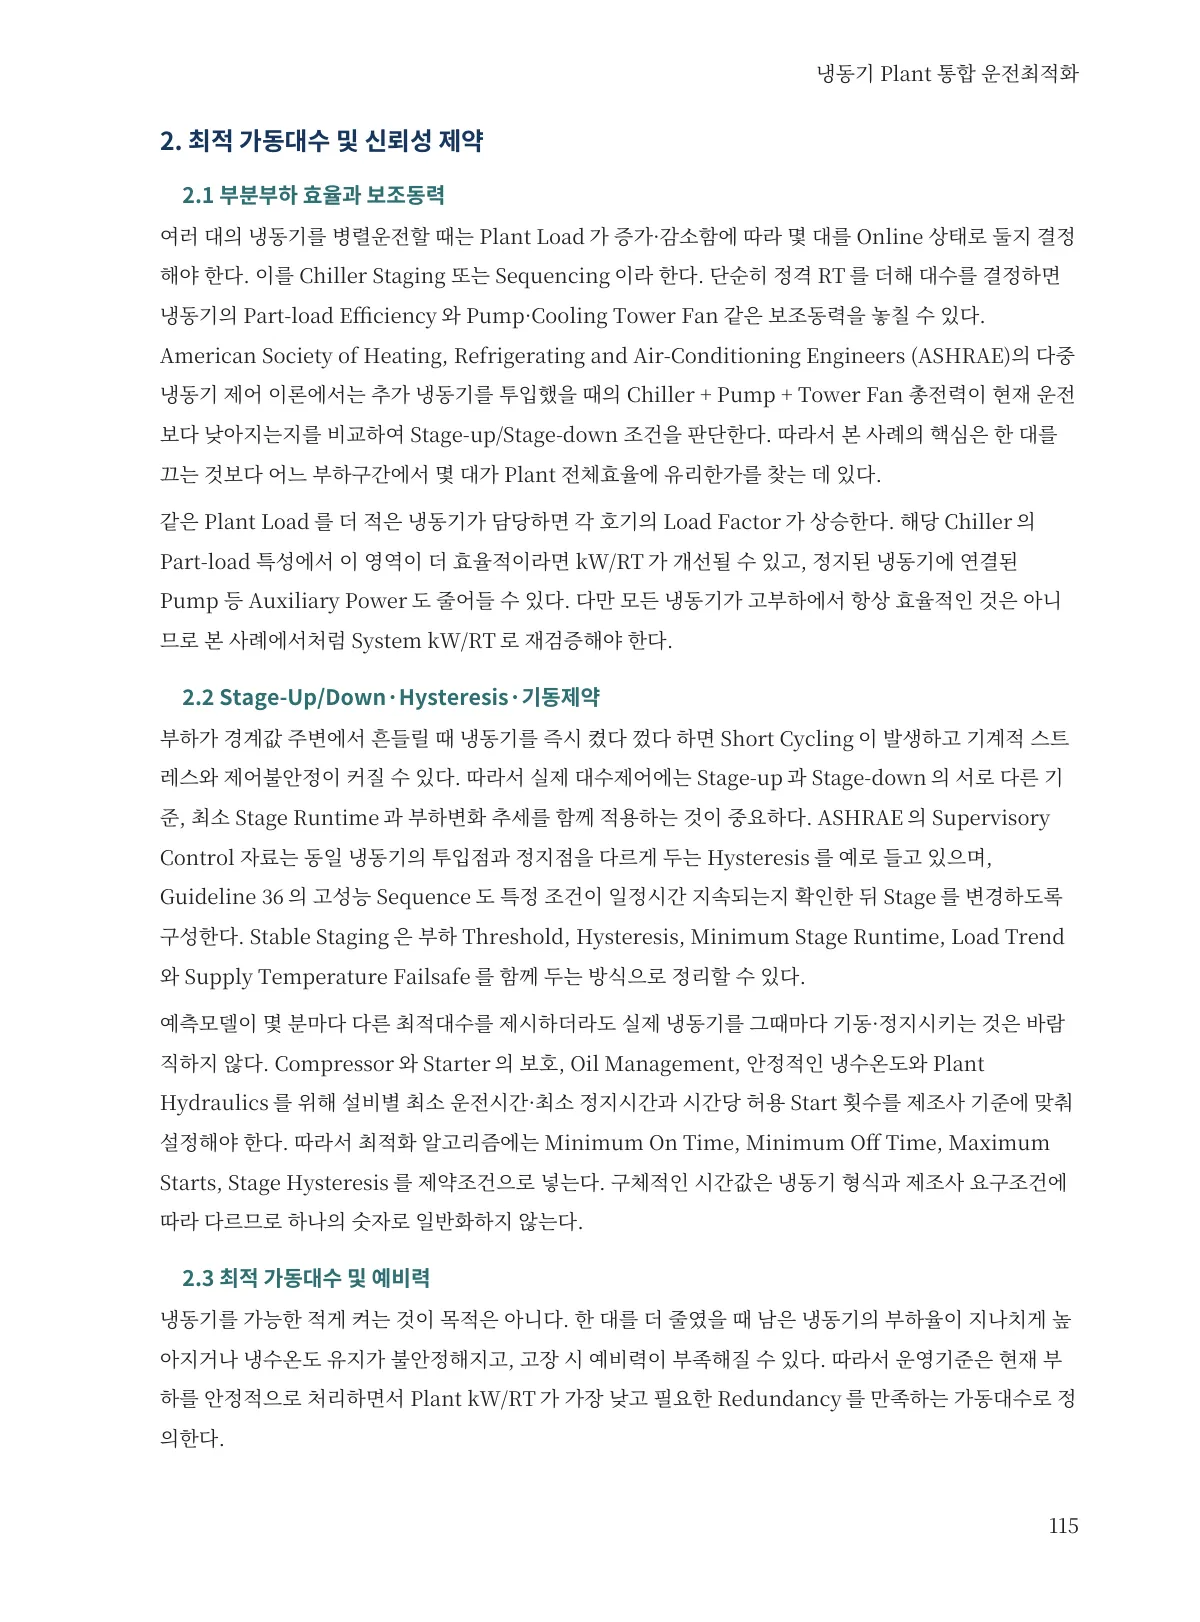 냉동기 Plant 통합 운전최적화
2. 최적 가동대수 및 신뢰성 제약
2.1 부분부하 효율과 보조동력
여러 대의 냉동기를 병렬운전할 때는 Plant Load 가 증가·감소함에 따라 몇 대를 Online 상태로 둘지 결정
해야 한다. 이를 Chiller Staging 또는 Sequencing 이라 한다. 단순히 정격 RT 를 더해 대수를 결정하면
냉동기의 Part-load Efficiency 와 Pump·Cooling Tower Fan 같은 보조동력을 놓칠 수 있다.
American Society of Heating, Refrigerating and Air-Conditioning Engineers (ASHRAE)의 다중
냉동기 제어 이론에서는 추가 냉동기를 투입했을 때의 Chiller + Pump + Tower Fan 총전력이 현재 운전
보다 낮아지는지를 비교하여 Stage-up/Stage-down 조건을 판단한다. 따라서 본 사례의 핵심은 한 대를
끄는 것보다 어느 부하구간에서 몇 대가 Plant 전체효율에 유리한가를 찾는 데 있다.
같은 Plant Load 를 더 적은 냉동기가 담당하면 각 호기의 Load Factor 가 상승한다. 해당 Chiller 의
Part-load 특성에서 이 영역이 더 효율적이라면 kW/RT 가 개선될 수 있고, 정지된 냉동기에 연결된
Pump 등 Auxiliary Power 도 줄어들 수 있다. 다만 모든 냉동기가 고부하에서 항상 효율적인 것은 아니
므로 본 사례에서처럼 System kW/RT 로 재검증해야 한다.
2.2 Stage-Up/Down·Hysteresis·기동제약
부하가 경계값 주변에서 흔들릴 때 냉동기를 즉시 켰다 껐다 하면 Short Cycling 이 발생하고 기계적 스트
레스와 제어불안정이 커질 수 있다. 따라서 실제 대수제어에는 Stage-up 과 Stage-down 의 서로 다른 기
준, 최소 Stage Runtime 과 부하변화 추세를 함께 적용하는 것이 중요하다. ASHRAE 의 Supervisory
Control 자료는 동일 냉동기의 투입점과 정지점을 다르게 두는 Hysteresis 를 예로 들고 있으며,
Guideline 36 의 고성능 Sequence 도 특정 조건이 일정시간 지속되는지 확인한 뒤 Stage 를 변경하도록
구성한다. Stable Staging 은 부하 Threshold, Hysteresis, Minimum Stage Runtime, Load Trend
와 Supply Temperature Failsafe 를 함께 두는 방식으로 정리할 수 있다.
예측모델이 몇 분마다 다른 최적대수를 제시하더라도 실제 냉동기를 그때마다 기동·정지시키는 것은 바람
직하지 않다. Compressor 와 Starter 의 보호, Oil Management, 안정적인 냉수온도와 Plant
Hydraulics 를 위해 설비별 최소 운전시간·최소 정지시간과 시간당 허용 Start 횟수를 제조사 기준에 맞춰
설정해야 한다. 따라서 최적화 알고리즘에는 Minimum On Time, Minimum Off Time, Maximum
Starts, Stage Hysteresis 를 제약조건으로 넣는다. 구체적인 시간값은 냉동기 형식과 제조사 요구조건에
따라 다르므로 하나의 숫자로 일반화하지 않는다.
2.3 최적 가동대수 및 예비력
냉동기를 가능한 적게 켜는 것이 목적은 아니다. 한 대를 더 줄였을 때 남은 냉동기의 부하율이 지나치게 높
아지거나 냉수온도 유지가 불안정해지고, 고장 시 예비력이 부족해질 수 있다. 따라서 운영기준은 현재 부
하를 안정적으로 처리하면서 Plant kW/RT 가 가장 낮고 필요한 Redundancy 를 만족하는 가동대수로 정
의한다.
115